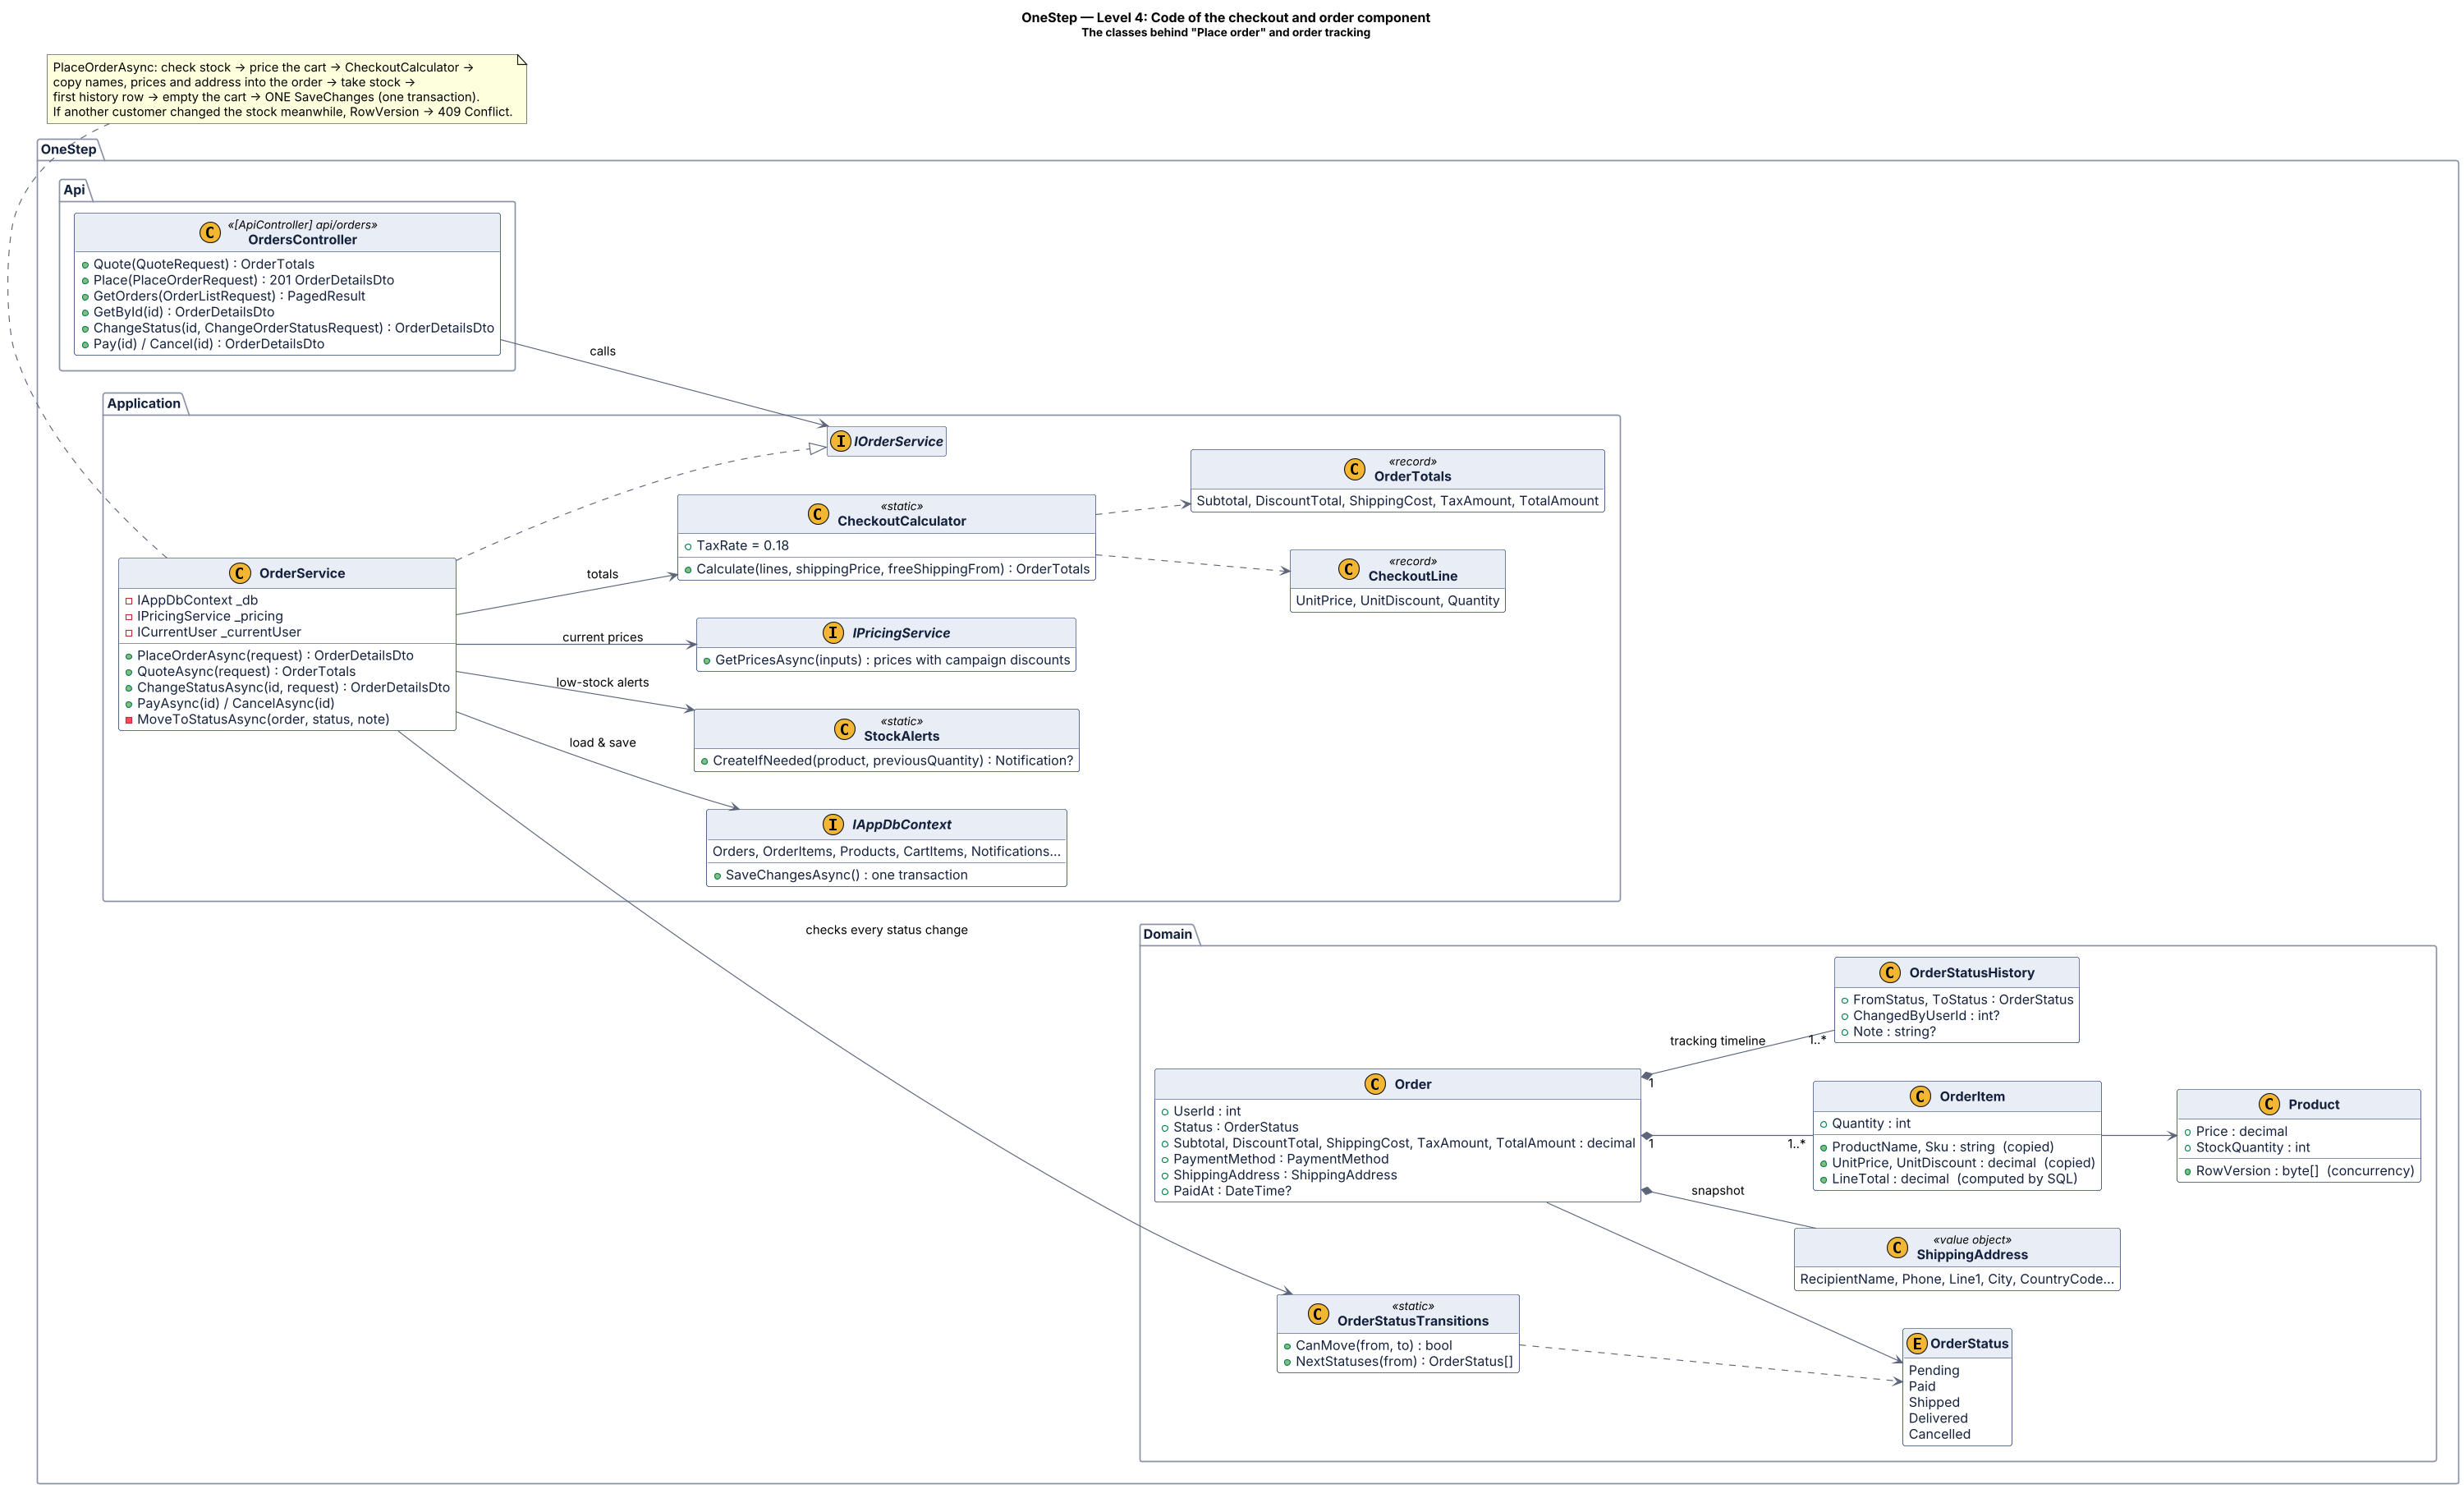 OneStep — Level 4: Code of the checkout and order component
The classes behind "Place order" and order tracking
PlaceOrderAsync: check stock → price the cart → CheckoutCalculator →
copy names, prices and address into the order → take stock →
first history row → empty the cart → ONE SaveChanges (one transaction).
If another customer changed the stock meanwhile, RowVersion → 409 Conflict.
OneStep
Api
«[ApiController] api/orders»
C OrdersController
Quote(QuoteRequest) : OrderTotals
Place(PlaceOrderRequest) : 201 OrderDetailsDto
GetOrders(OrderListRequest) : PagedResult
GetById(id) : OrderDetailsDto
ChangeStatus(id, ChangeOrderStatusRequest) : OrderDetailsDto
Pay(id) / Cancel(id) : OrderDetailsDto
calls
Application
I IOrderService
C OrderService
IAppDbContext _db
IPricingService _pricing
ICurrentUser _currentUser
PlaceOrderAsync(request) : OrderDetailsDto
QuoteAsync(request) : OrderTotals
ChangeStatusAsync(id, request) : OrderDetailsDto
PayAsync(id) / CancelAsync(id)
MoveToStatusAsync(order, status, note)
totals
current prices
low-stock alerts
load & save
checks every status change
«static»
C CheckoutCalculator
TaxRate = 0.18
Calculate(lines, shippingPrice, freeShippingFrom) : OrderTotals
«record»
C OrderTotals
Subtotal, DiscountTotal, ShippingCost, TaxAmount, TotalAmount
«record»
C CheckoutLine
UnitPrice, UnitDiscount, Quantity
I IPricingService
GetPricesAsync(inputs) : prices with campaign discounts
«static»
C StockAlerts
CreateIfNeeded(product, previousQuantity) : Notification?
I IAppDbContext
Orders, OrderItems, Products, CartItems, Notifications...
SaveChangesAsync() : one transaction
Domain
C OrderStatusHistory
FromStatus, ToStatus : OrderStatus
ChangedByUserId : int?
Note : string?
tracking timeline
1..*
1
C Order
UserId : int
Status : OrderStatus
Subtotal, DiscountTotal, ShippingCost, TaxAmount, TotalAmount : decimal
PaymentMethod : PaymentMethod
ShippingAddress : ShippingAddress
PaidAt : DateTime?
1
1..*
C OrderItem
Quantity : int
ProductName, Sku : string (copied)
UnitPrice, UnitDiscount : decimal (copied)
LineTotal : decimal (computed by SQL)
C Product
Price : decimal
StockQuantity : int
RowVersion : byte[] (concurrency)
snapshot
«value object»
C ShippingAddress
RecipientName, Phone, Line1, City, CountryCode...
«static»
C OrderStatusTransitions
CanMove(from, to) : bool
NextStatuses(from) : OrderStatus[]
E OrderStatus
Pending
Paid
Shipped
Delivered
Cancelled